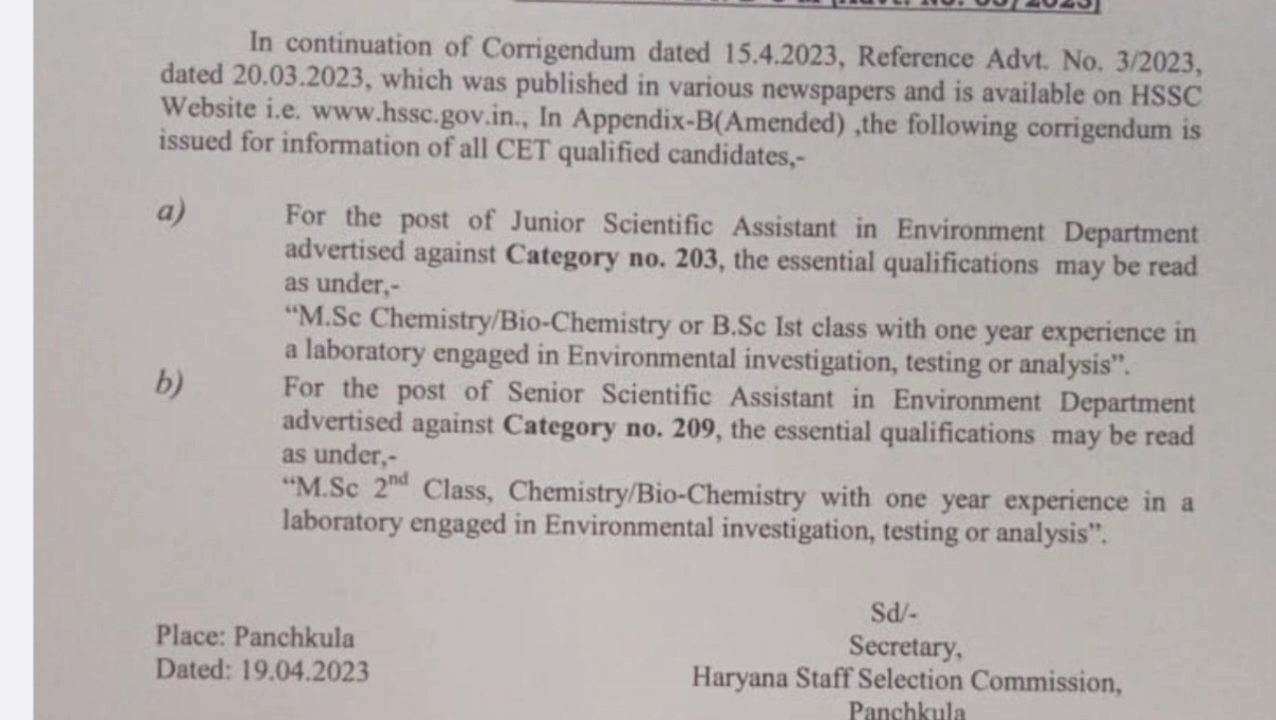 [Advt. No. 03/2023]
In continuation of Corrigendum dated 15.4.2023, Reference Advt. No. 3/2023,
dated 20.03.2023, which was published in various newspapers and is available on HSSC
Website i.e. www.hssc.gov.in., In Appendix-B(Amended) ,the following corrigendum is
issued for information of all CET qualified candidates,-
a) For the post of Junior Scientific Assistant in Environment Department
advertised against Category no. 203, the essential qualifications may be read
as under,-
“M.Sc Chemistry/Bio-Chemistry or B.Sc Ist class with one year experience in
a laboratory engaged in Environmental investigation, testing or analysis”.
b) For the post of Senior Scientific Assistant in Environment Department
advertised against Category no. 209, the essential qualifications may be read
as under,-
“M.Sc 2nd Class, Chemistry/Bio-Chemistry with one year experience in a
laboratory engaged in Environmental investigation, testing or analysis”.
Sd/-
Place: Panchkula
Secretary,
Dated: 19.04.2023
Haryana Staff Selection Commission,
Panchkula